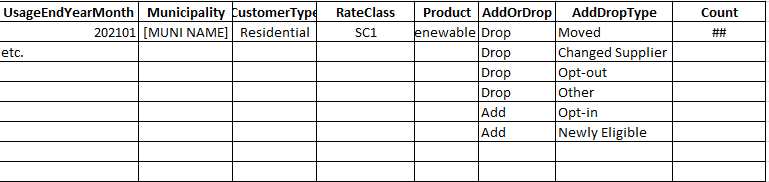 UsageEndYearMonth Municipality CustomerType RateClass Product AddOrDrop AddDropType Count
202101 [MUNI NAME] Residential SC1 enewable Drop Moved ##
etc. Drop Changed Supplier
Drop Opt-out
Drop Other
Add Opt-in
Add Newly Eligible